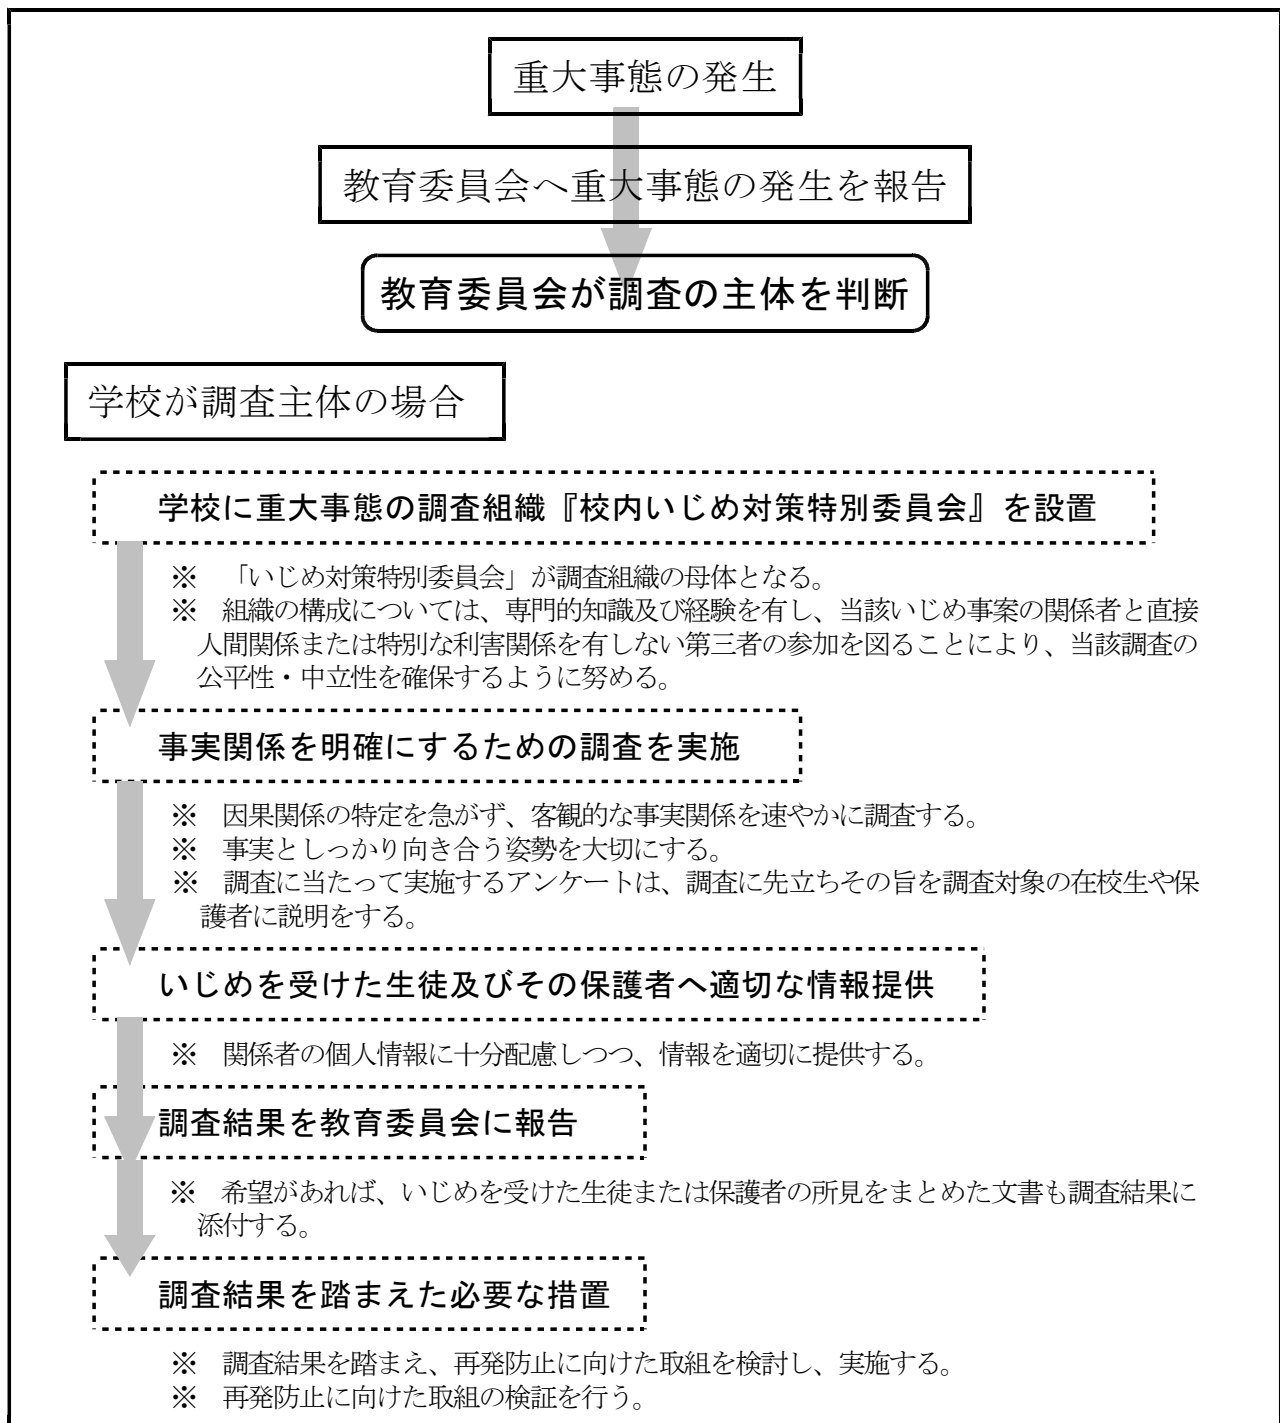 重大事態の発生
教育委員会へ重大事態の発生を報告
教育委員会が調査の主体を判断
学校が調査主体の場合
学校に重大事態の調査組織『校内いじめ対策特別委員会』を設置
※　「いじめ対策特別委員会」が調査組織の母体となる。
※　組織の構成については、専門的知識及び経験を有し、当該いじめ事案の関係者と直接
人間関係または特別な利害関係を有しない第三者の参加を図ることにより、当該調査の
公平性・中立性を確保するように努める。
事実関係を明確にするための調査を実施
※　因果関係の特定を急がず、客観的な事実関係を速やかに調査する。
※　事実としっかり向き合う姿勢を大切にする。
※　調査に当たって実施するアンケートは、調査に先立ちその旨を調査対象の在校生や保
護者に説明をする。
いじめを受けた生徒及びその保護者へ適切な情報提供
※　関係者の個人情報に十分配慮しつつ、情報を適切に提供する。
調査結果を教育委員会に報告
※　希望があれば、いじめを受けた生徒または保護者の所見をまとめた文書も調査結果に
添付する。
調査結果を踏まえた必要な措置
※　調査結果を踏まえ、再発防止に向けた取組を検討し、実施する。
※　再発防止に向けた取組の検証を行う。